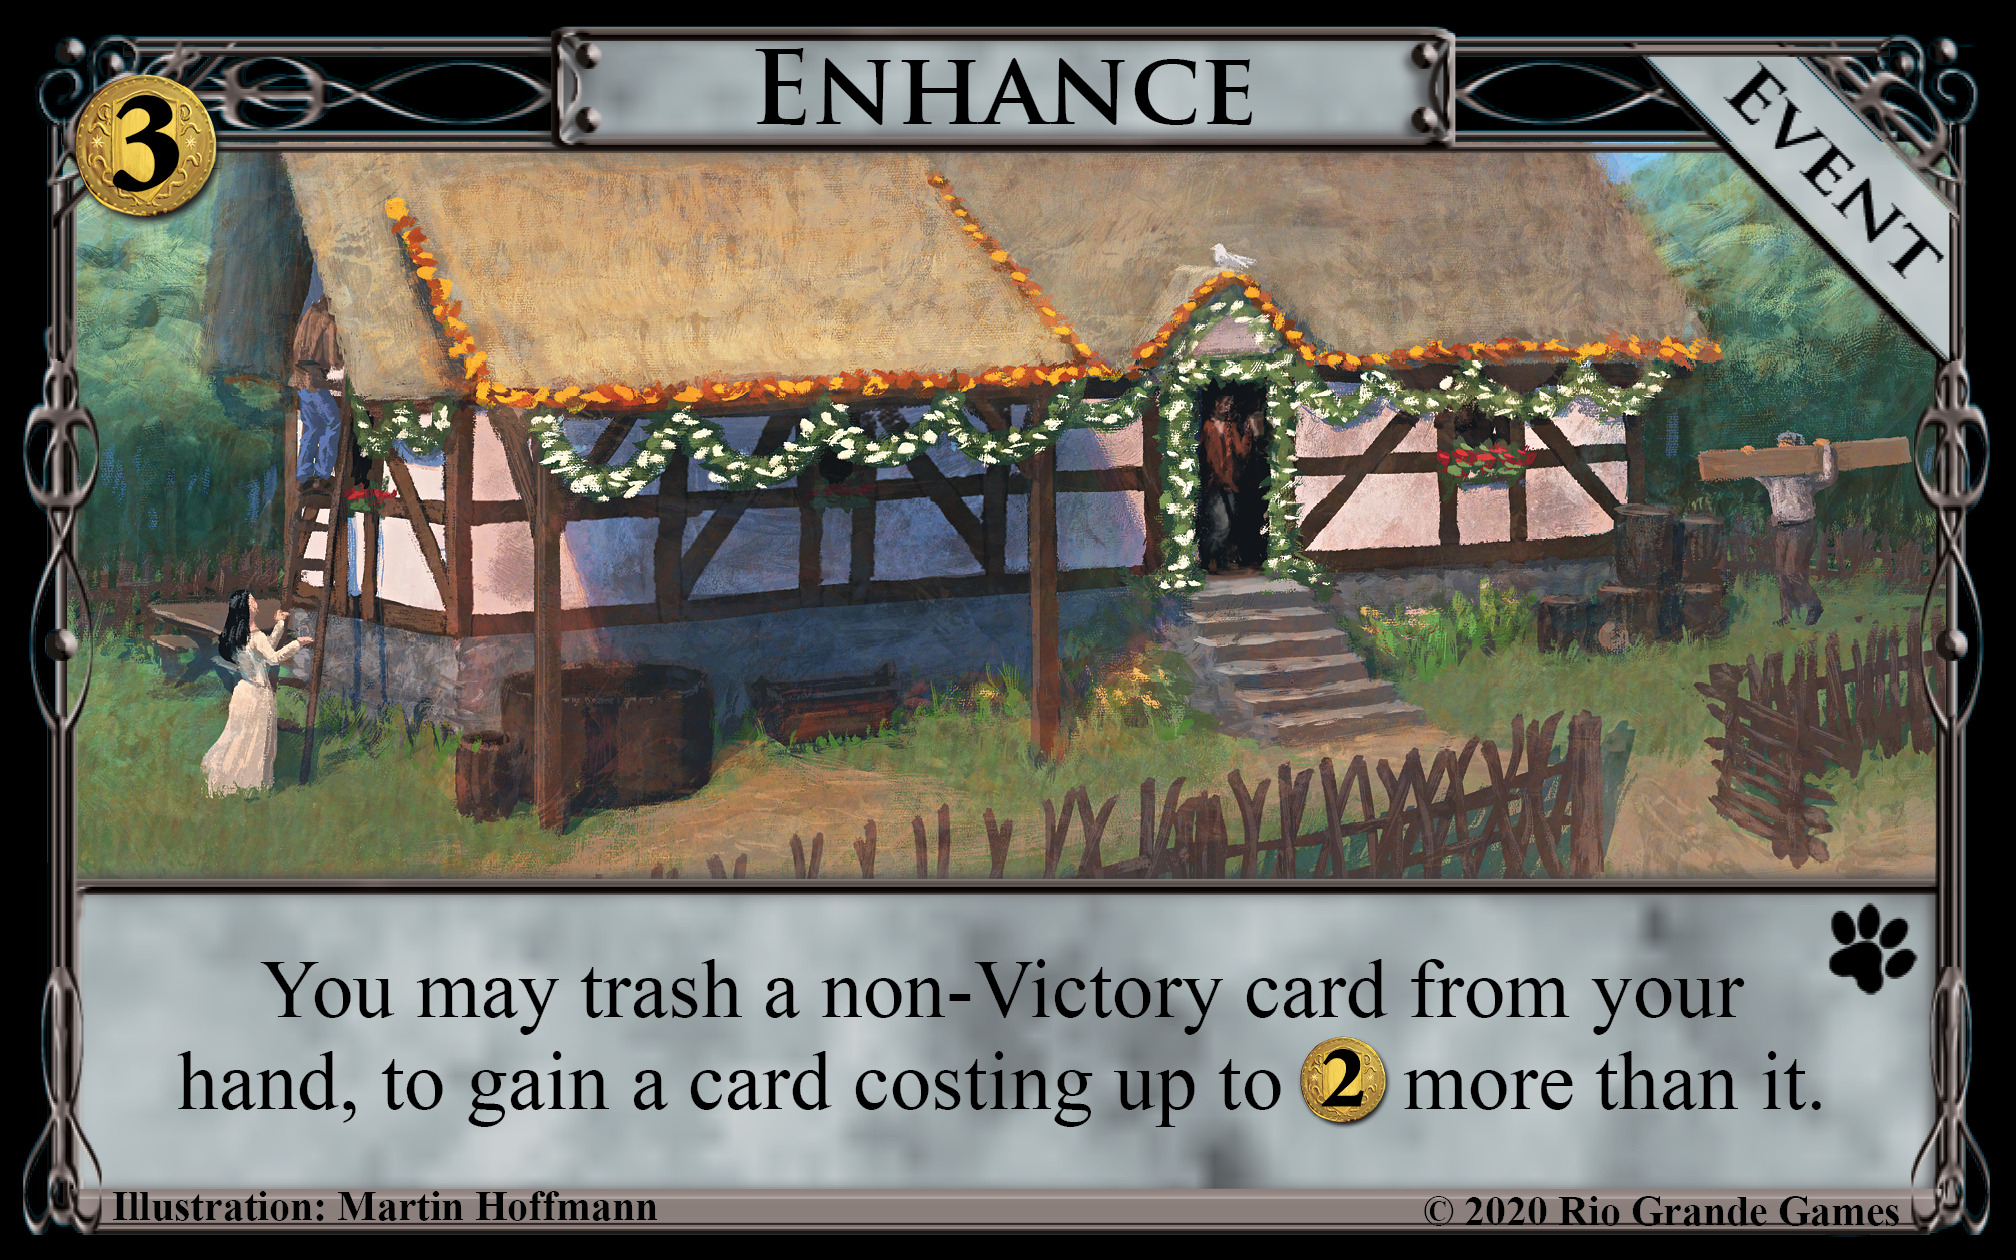 3
ENHANCE
EVENT
You may trash a non-Victory card from your
hand, to gain a card costing up to 2 more than it.
Illustration: Martin Hoffmann
© 2020 Rio Grande Games